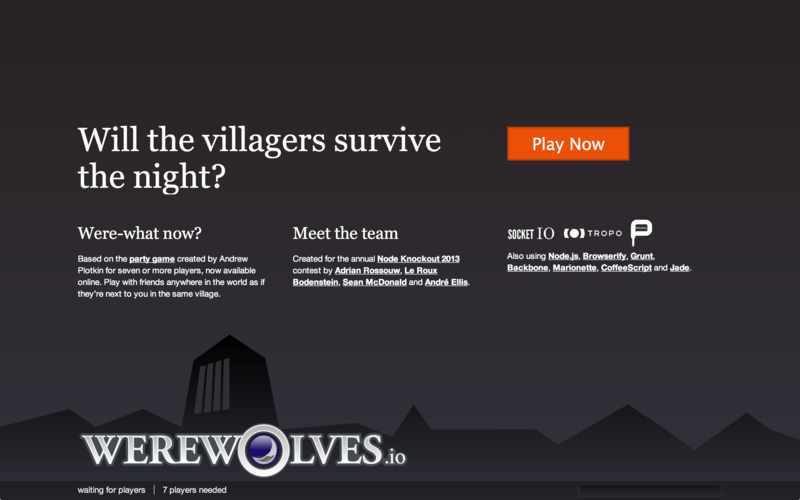 Will the villagers survive
the night?
Play Now
Were-what now?
Based on the party game created by Andrew
Plotkin for seven or more players, now available
online. Play with friends anywhere in the world as if
they're next to you in the same village.
Meet the team
Created for the annual Node Knockout 2013
contest by Adrian Rossouw, Le Roux
Bodenstein, Sean McDonald and André Ellis.
SOCKET IO TROPO
Also using Node.js, Browserify, Grunt,
Backbone, Marionette, CoffeeScript and Jade.
WEREWOLVES.io
waiting for players | 7 players needed